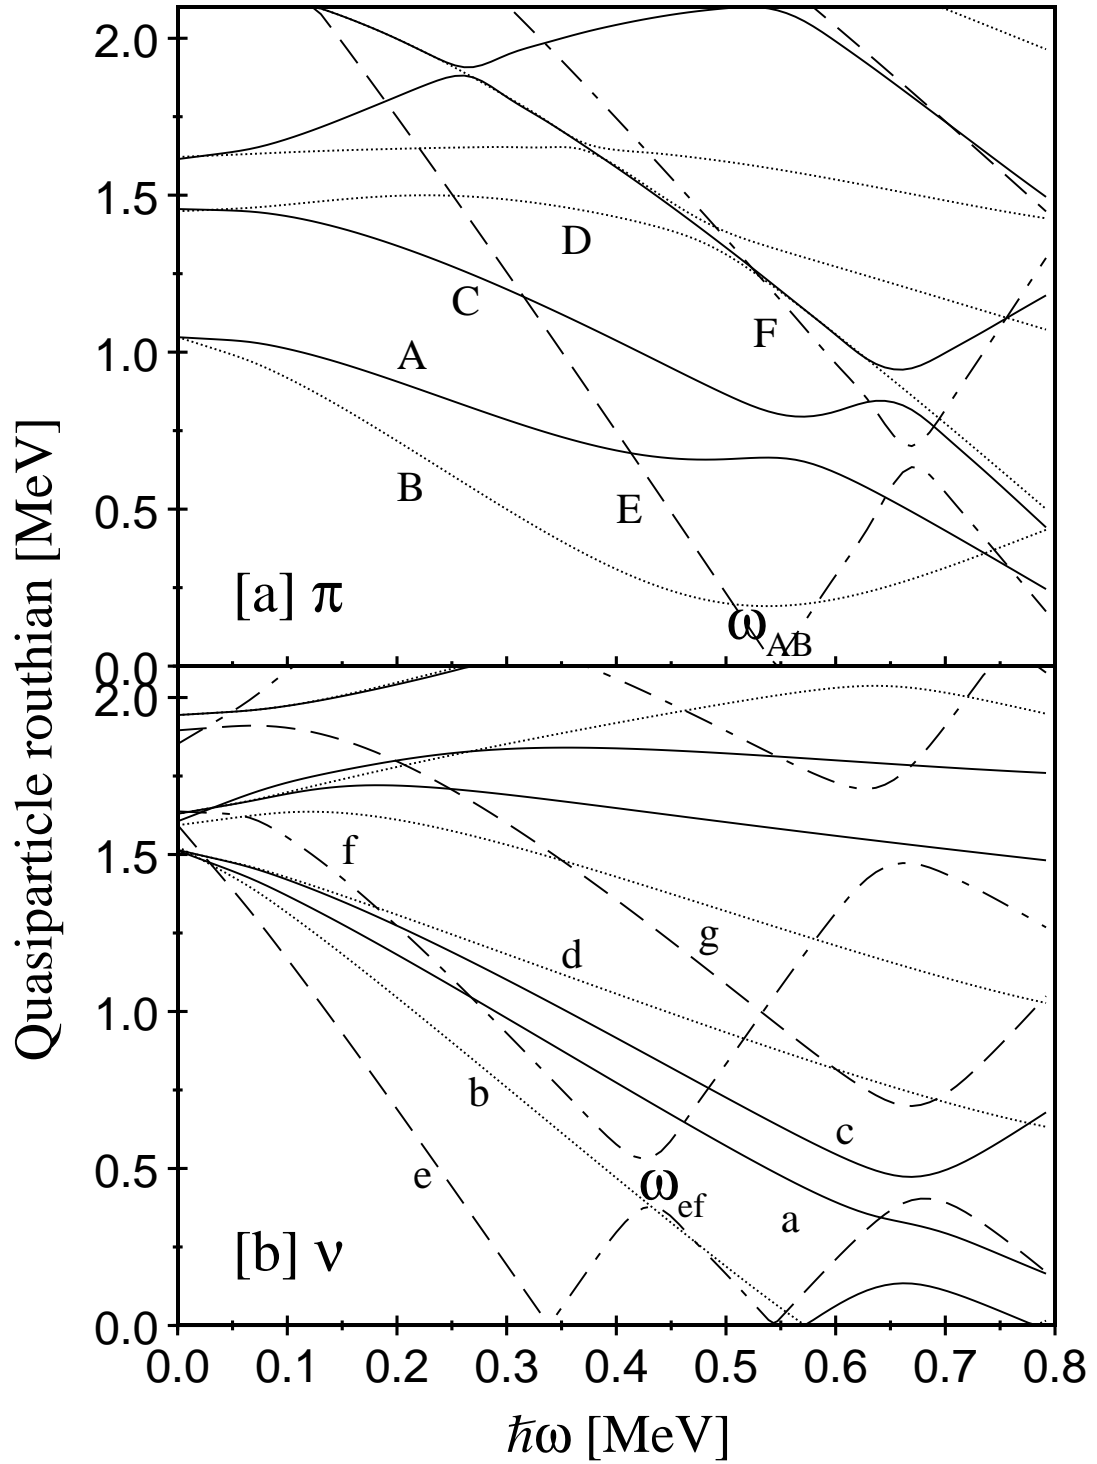 2.0
1.5
1.0
0.5
0.0
D
C
F
A
B
E
[a] π
ω_AB
Quasiparticle routhian [MeV]
2.0
1.5
1.0
0.5
0.0
f
g
d
b
c
e
ω_ef
a
[b] ν
0.0 0.1 0.2 0.3 0.4 0.5 0.6 0.7 0.8
ħω [MeV]